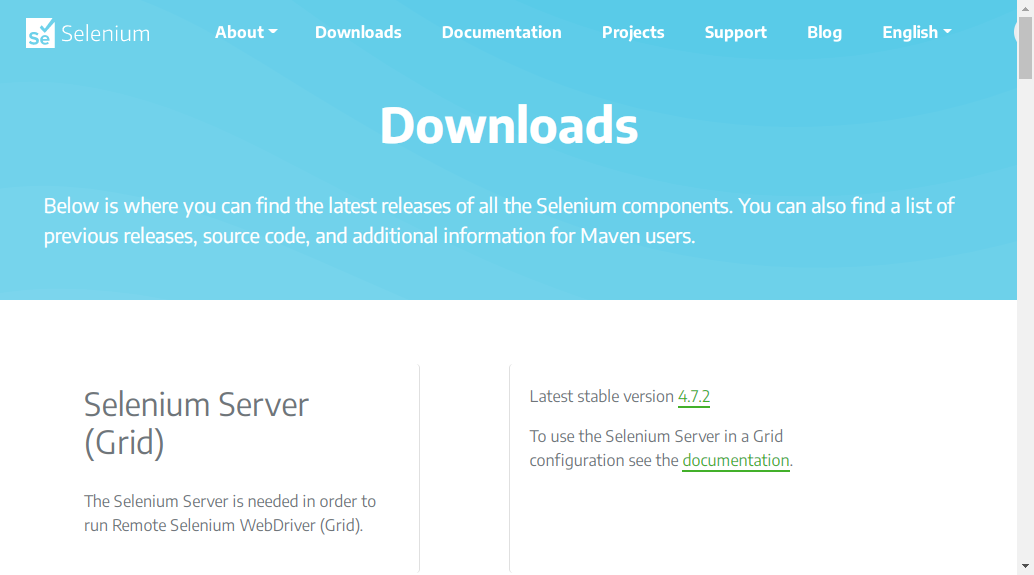 Se Selenium
About Downloads Documentation Projects Support Blog English
Downloads
Below is where you can find the latest releases of all the Selenium components. You can also find a list of
previous releases, source code, and additional information for Maven users.
Selenium Server
(Grid)
The Selenium Server is needed in order to
run Remote Selenium WebDriver (Grid).
Latest stable version 4.7.2
To use the Selenium Server in a Grid
configuration see the documentation.